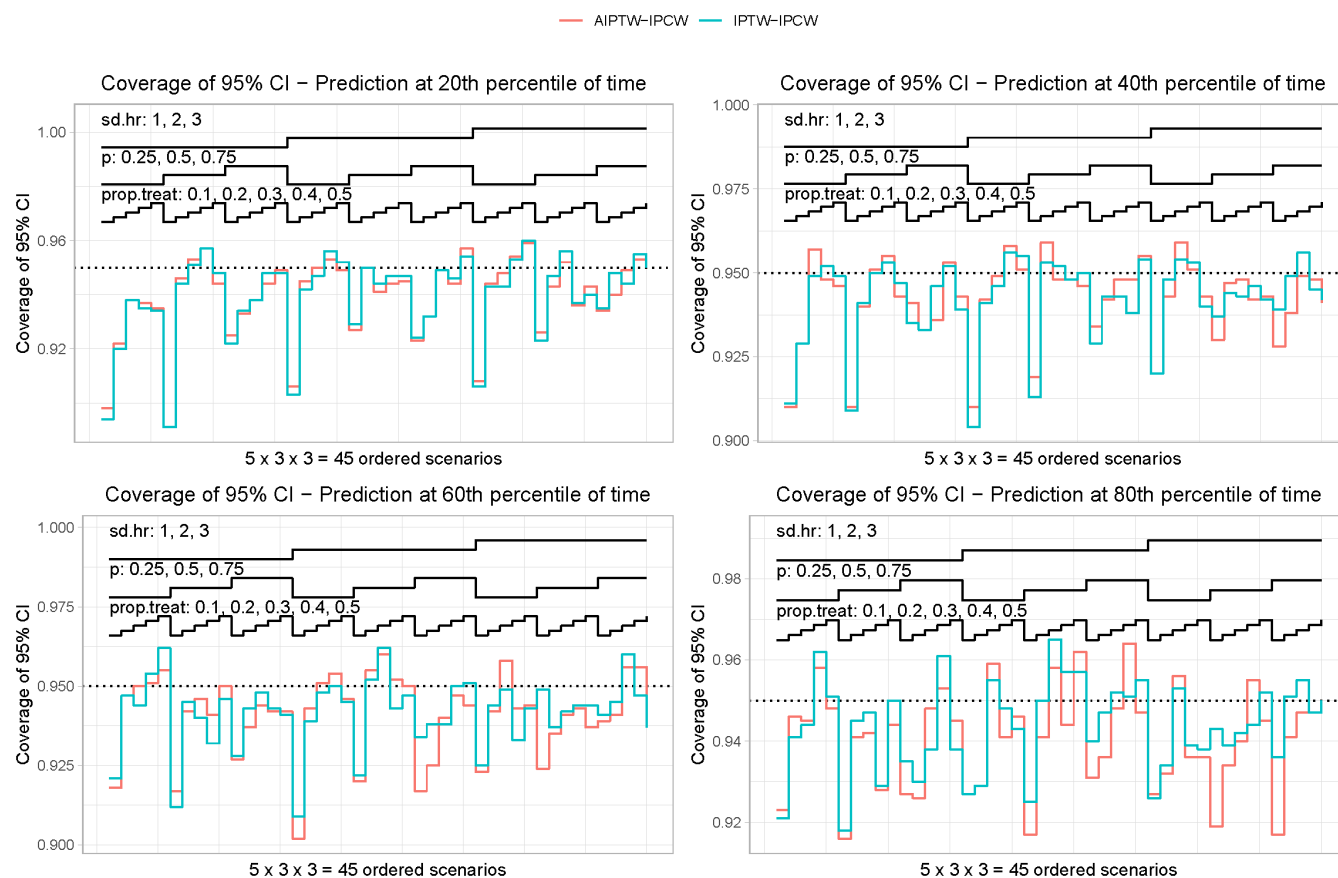 AIPTW−IPCW IPTW−IPCW
Coverage of 95% CI − Prediction at 20th percentile of time
Coverage of 95% CI
1.00
0.96
0.92
sd.hr: 1, 2, 3
p: 0.25, 0.5, 0.75
prop.treat: 0.1, 0.2, 0.3, 0.4, 0.5
5 x 3 x 3 = 45 ordered scenarios
Coverage of 95% CI − Prediction at 40th percentile of time
Coverage of 95% CI
1.000
0.975
0.950
0.925
0.900
sd.hr: 1, 2, 3
p: 0.25, 0.5, 0.75
prop.treat: 0.1, 0.2, 0.3, 0.4, 0.5
5 x 3 x 3 = 45 ordered scenarios
Coverage of 95% CI − Prediction at 60th percentile of time
Coverage of 95% CI
1.000
0.975
0.950
0.925
0.900
sd.hr: 1, 2, 3
p: 0.25, 0.5, 0.75
prop.treat: 0.1, 0.2, 0.3, 0.4, 0.5
5 x 3 x 3 = 45 ordered scenarios
Coverage of 95% CI − Prediction at 80th percentile of time
Coverage of 95% CI
0.98
0.96
0.94
0.92
sd.hr: 1, 2, 3
p: 0.25, 0.5, 0.75
prop.treat: 0.1, 0.2, 0.3, 0.4, 0.5
5 x 3 x 3 = 45 ordered scenarios